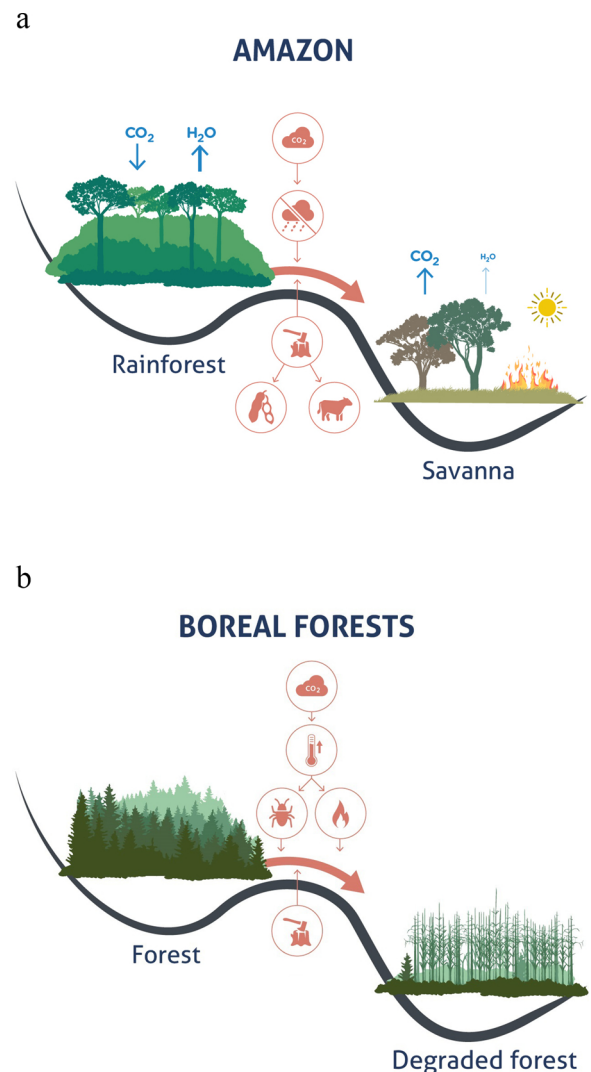 a
AMAZON
CO₂ H₂O
CO₂
Rainforest
CO₂ H₂O
Savanna
b
BOREAL FORESTS
CO₂
Forest
Degraded forest